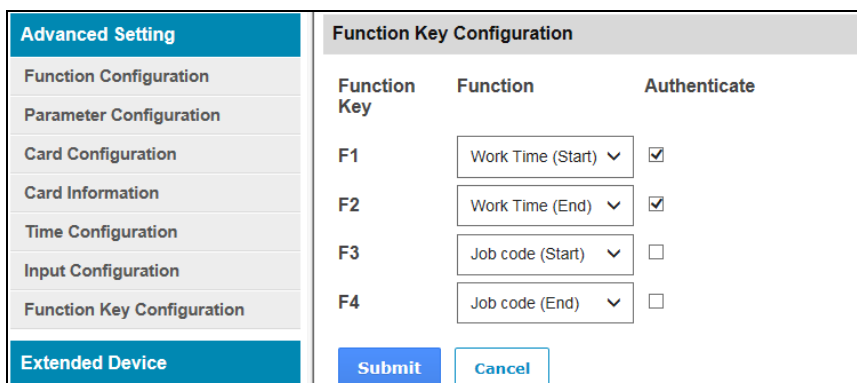 Advanced Setting
Function Configuration
Parameter Configuration
Card Configuration
Card Information
Time Configuration
Input Configuration
Function Key Configuration
Extended Device
Function Key Configuration
Function Key Function Authenticate
F1 Work Time (Start)
F2 Work Time (End)
F3 Job code (Start)
F4 Job code (End)
Submit Cancel